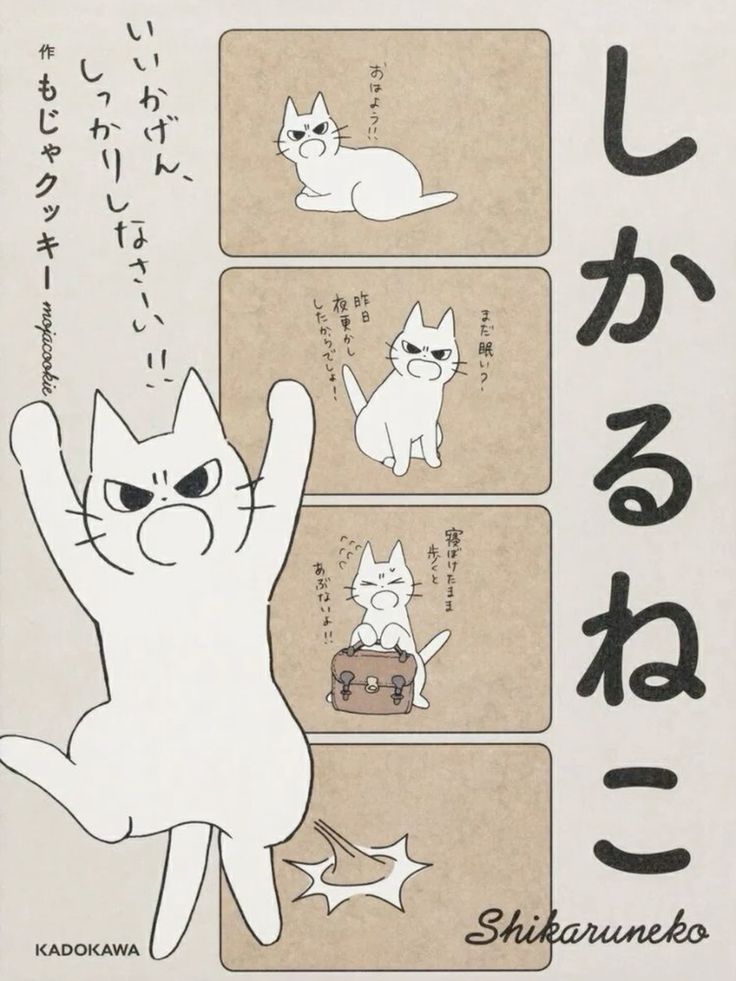 しかるねこ
Shikaruneko
おはよう!!
まだ眠い?
昨日
夜更かし
したからでしょ!
寝ぼけたまま
歩くと
あぶないよ!!
いいかげん、
しっかりしなさーい!!
作 もじゃクッキー mojacookie
KADOKAWA